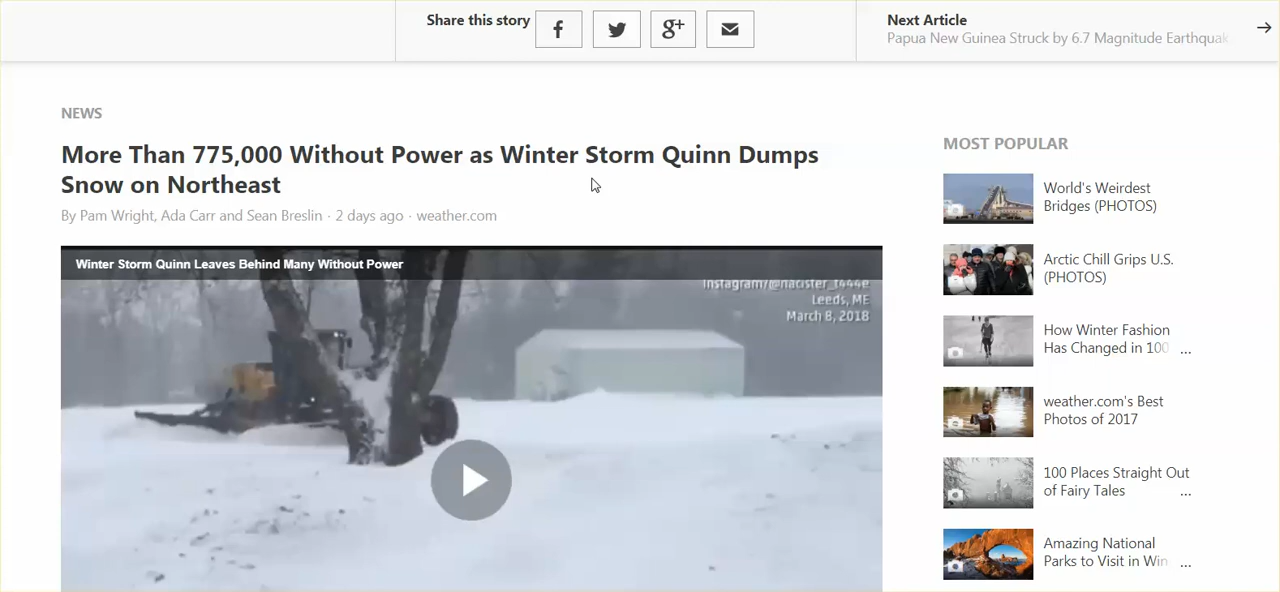 Share this story
Next Article
Papua New Guinea Struck by 6.7 Magnitude
NEWS
More Than 775,000 Without Power as Winter Storm Quinn Dumps
Snow on Northeast
By Pam Wright, Ada Carr and Sean Breslin · 2 days ago · weather.com
Winter Storm Quinn Leaves Behind Many Without Power
Leeds, ME
March 8, 2018
MOST POPULAR
World's Weirdest
Bridges (PHOTOS)
Arctic Chill Grips U.S.
(PHOTOS)
How Winter Fashion
Has Changed in 100 ...
weather.com's Best
Photos of 2017
100 Places Straight Out
of Fairy Tales ...
Amazing National
Parks to Visit in Win ...